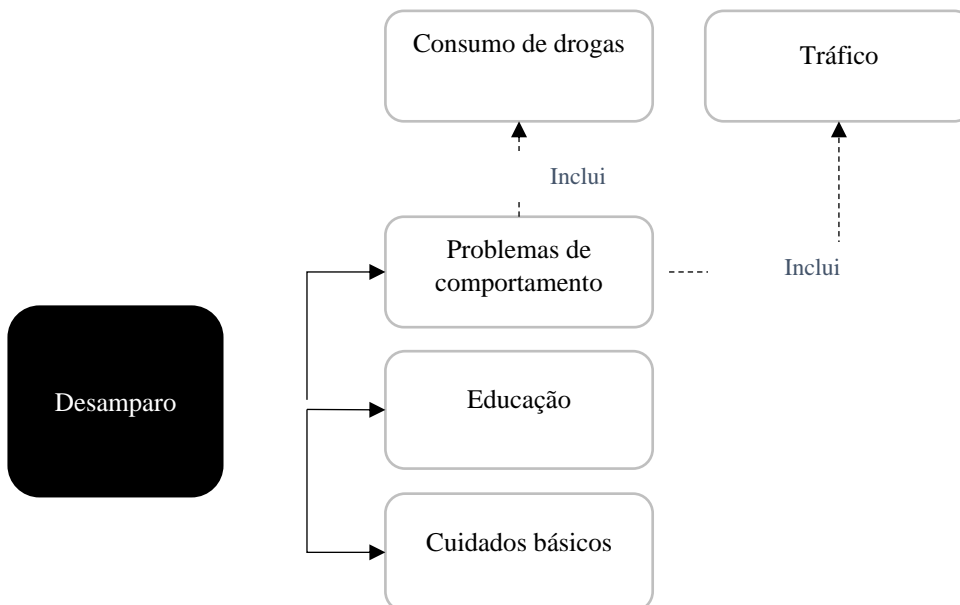 Consumo de drogas
Tráfico
Inclui
Problemas de
comportamento
Inclui
Desamparo
Educação
Cuidados básicos